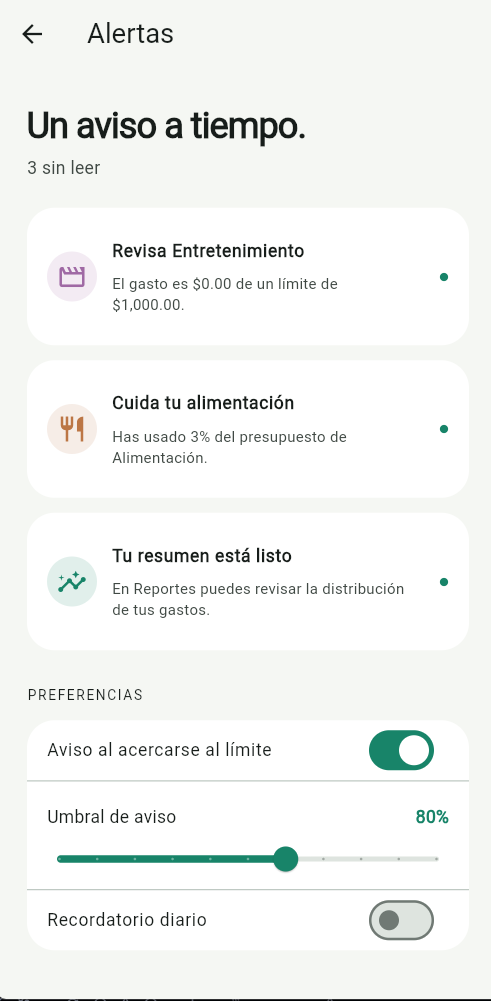 Alertas
Un aviso a tiempo.
3 sin leer
Revisa Entretenimiento
El gasto es $0.00 de un límite de
$1,000.00.
Cuida tu alimentación
Has usado 3% del presupuesto de
Alimentación.
Tu resumen está listo
En Reportes puedes revisar la distribución
de tus gastos.
PREFERENCIAS
Aviso al acercarse al límite
Umbral de aviso 80%
Recordatorio diario